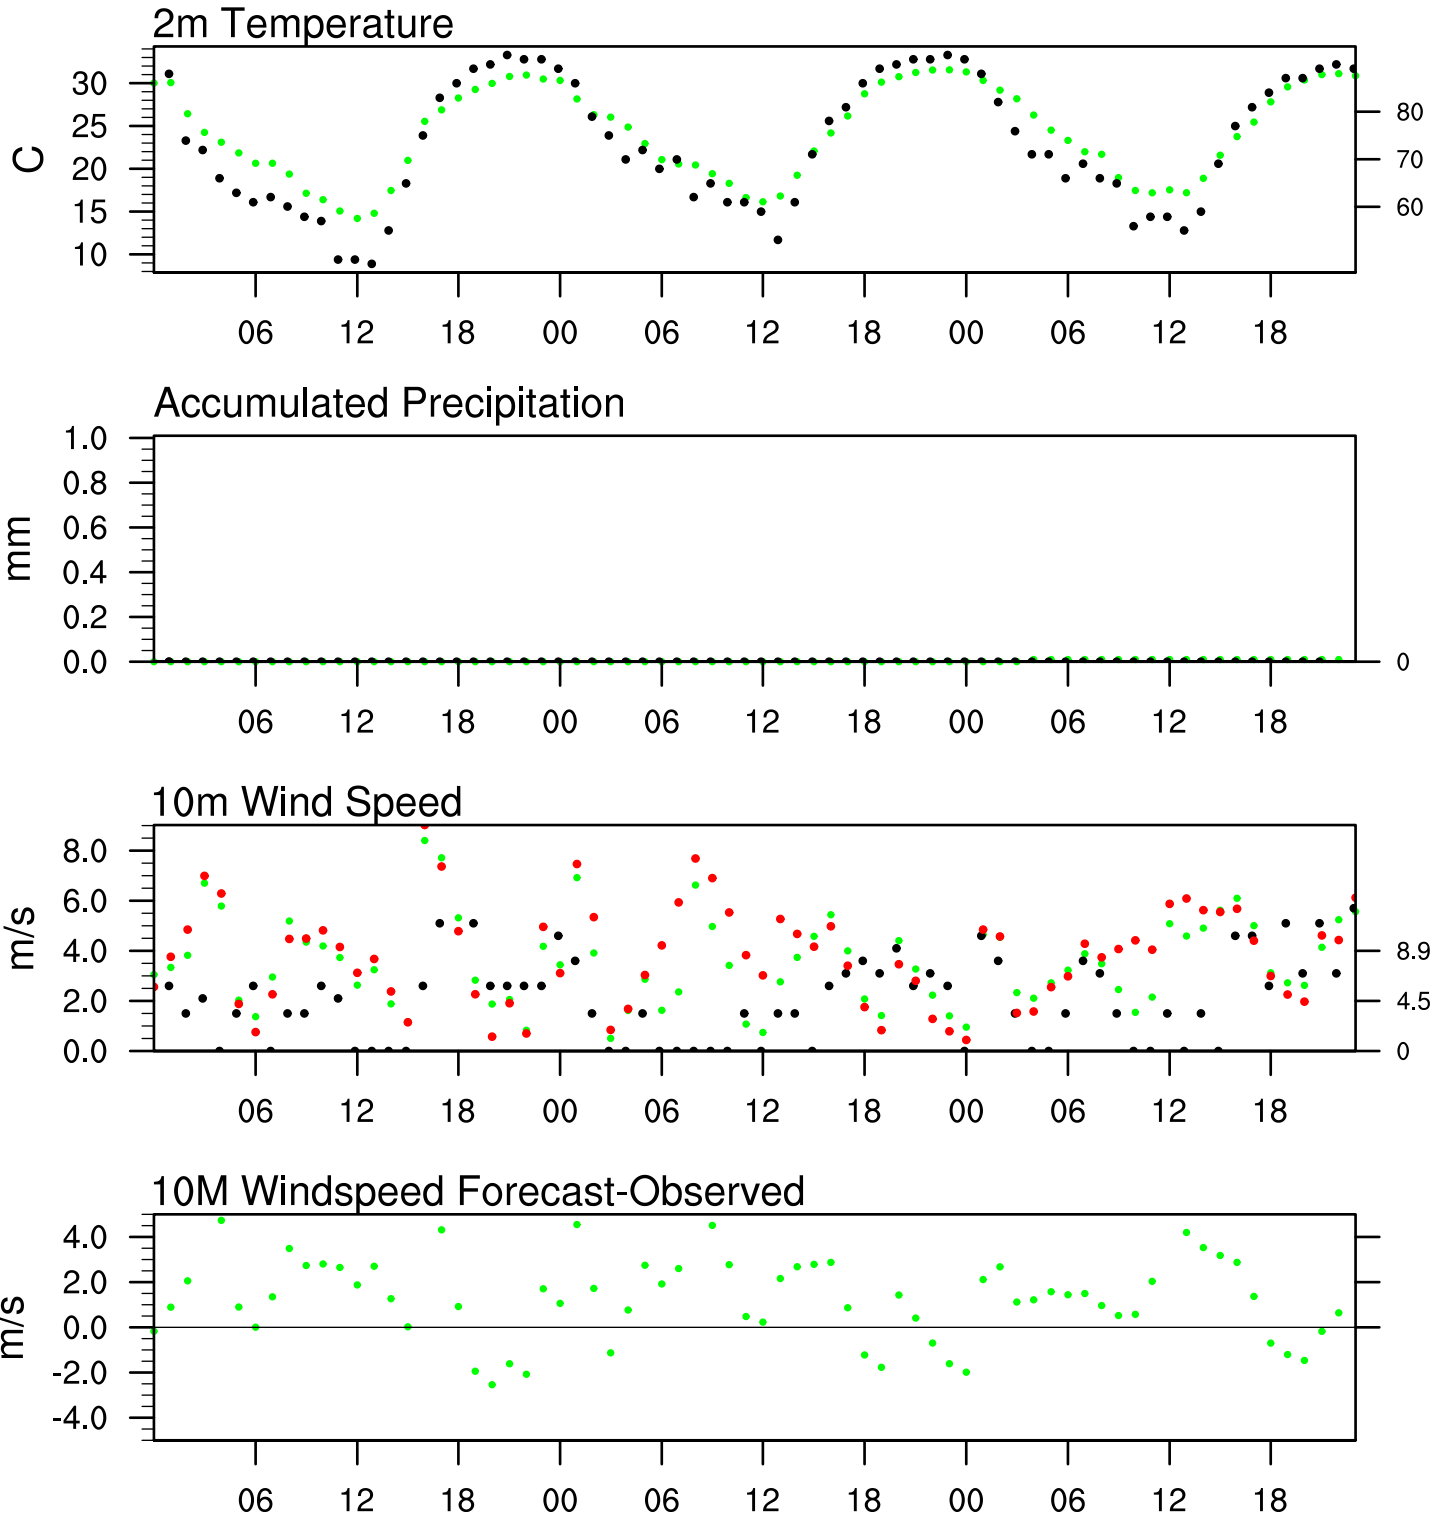 2m Temperature
30
25
20
15
10
C
80
70
60
06 12 18 00 06 12 18 00 06 12 18
Accumulated Precipitation
1.0
0.8
0.6
0.4
0.2
0.0
mm
0
06 12 18 00 06 12 18 00 06 12 18
10m Wind Speed
8.0
6.0
4.0
2.0
0.0
m/s
8.9
4.5
0
06 12 18 00 06 12 18 00 06 12 18
10M Windspeed Forecast-Observed
4.0
2.0
0.0
-2.0
-4.0
m/s
06 12 18 00 06 12 18 00 06 12 18